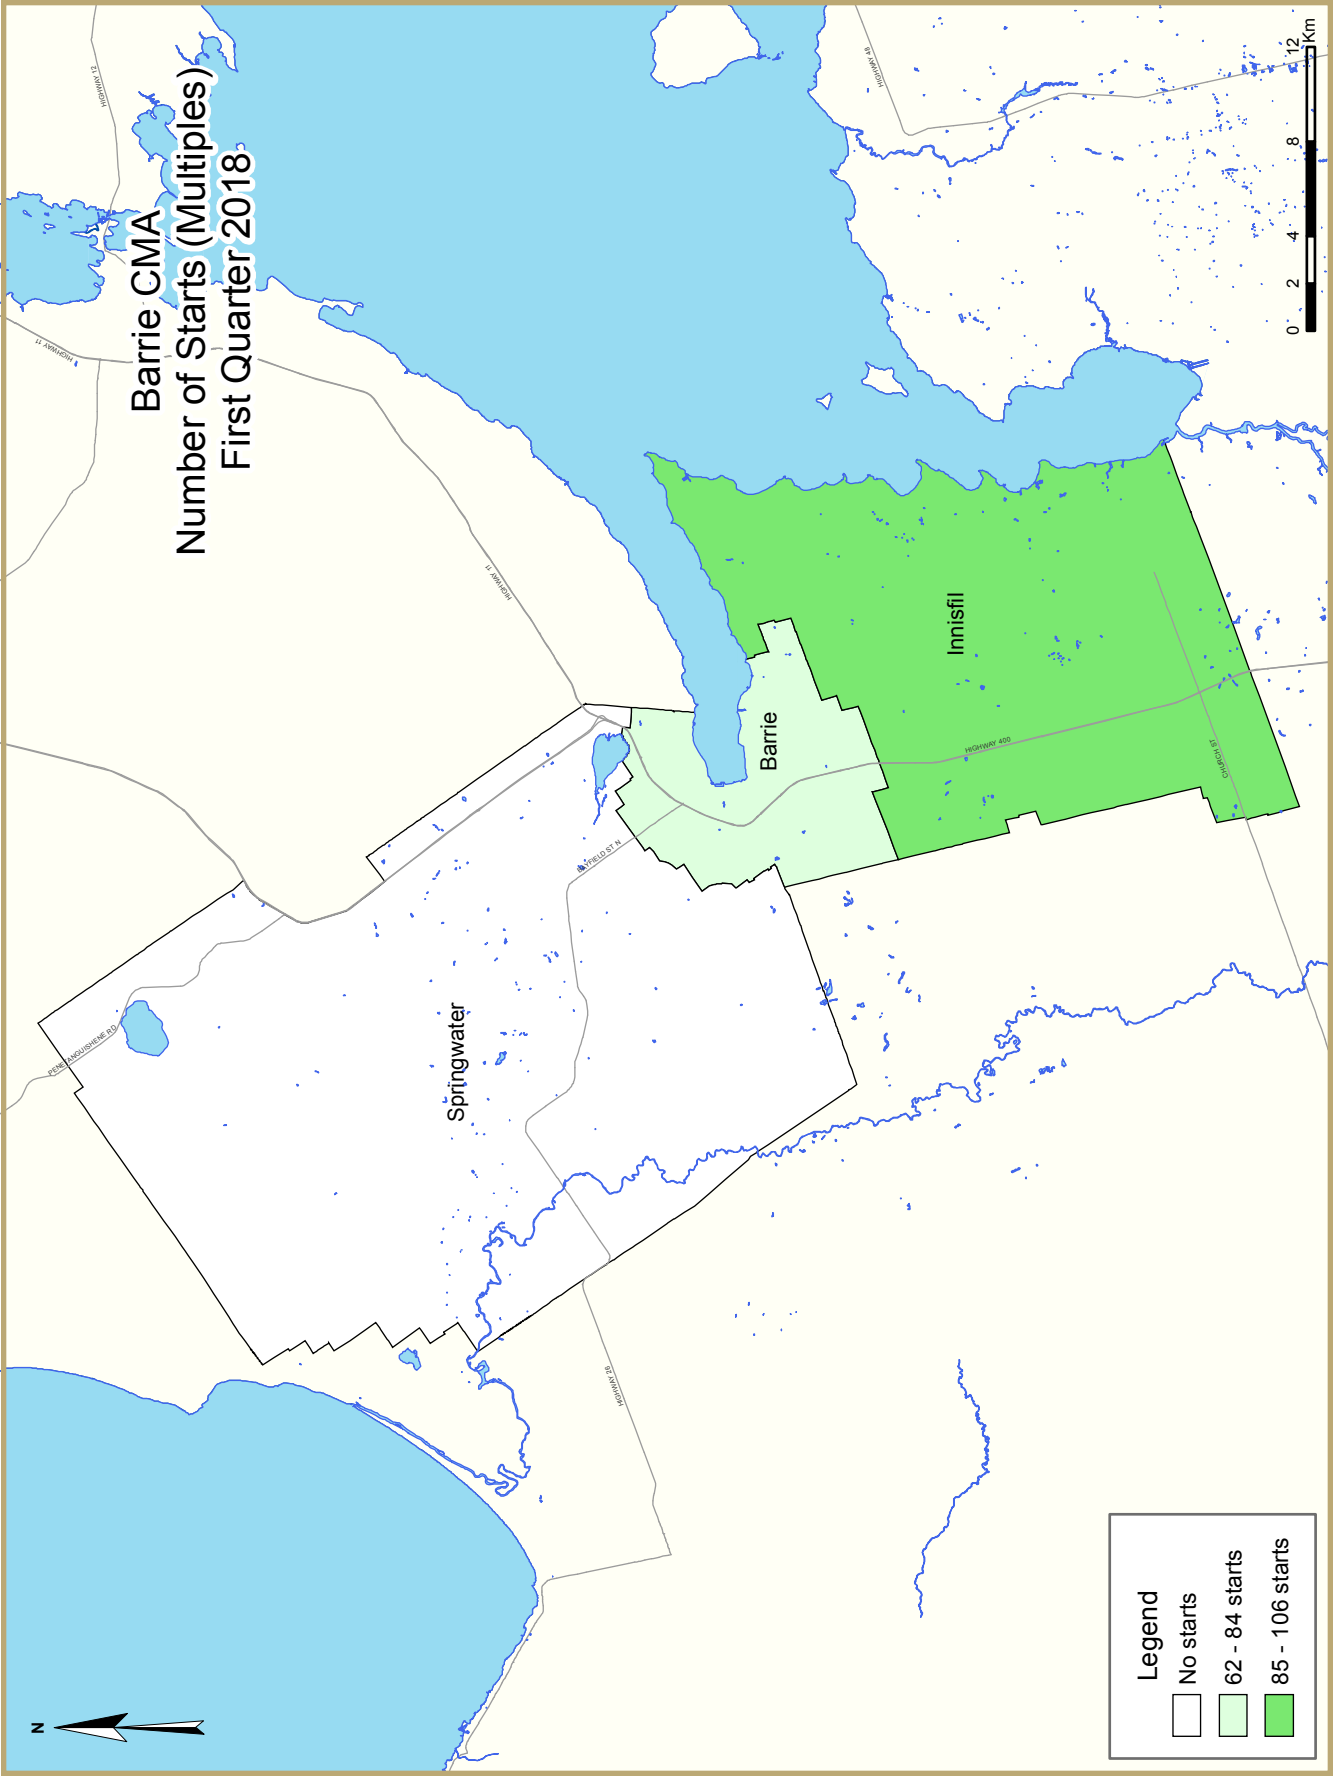 Barrie CMA
Number of Starts (Multiples)
First Quarter 2018
N
HIGHWAY 12
HIGHWAY 11
HIGHWAY 48
HIGHWAY 11
PENETANGUISHENE RD
Springwater
BAYFIELD ST N
Barrie
Innisfil
HIGHWAY 400
CHURCH ST
HIGHWAY 26
Legend
No starts
62 - 84 starts
85 - 106 starts
0 2 4 8 12
Km